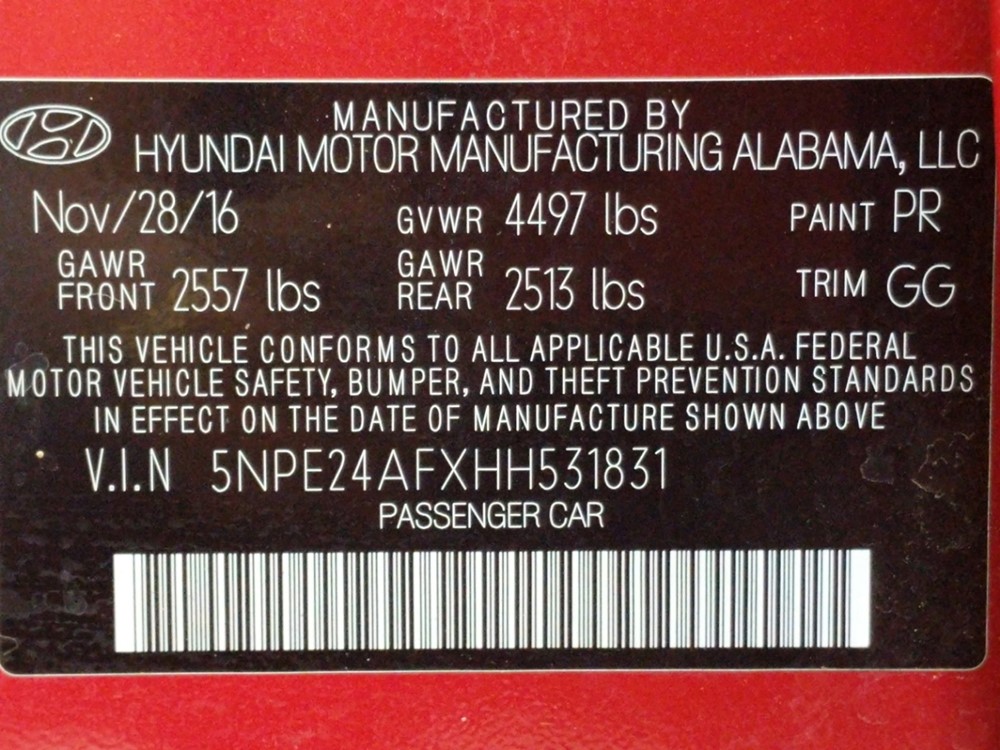 MANUFACTURED BY
HYUNDAI MOTOR MANUFACTURING ALABAMA, LLC
Nov/28/16 GVWR 4497 lbs PAINT PR
GAWR FRONT 2557 lbs GAWR REAR 2513 lbs TRIM GG
THIS VEHICLE CONFORMS TO ALL APPLICABLE U.S.A. FEDERAL
MOTOR VEHICLE SAFETY, BUMPER, AND THEFT PREVENTION STANDARDS
IN EFFECT ON THE DATE OF MANUFACTURE SHOWN ABOVE
V.I.N 5NPE24AFXHH531831
PASSENGER CAR